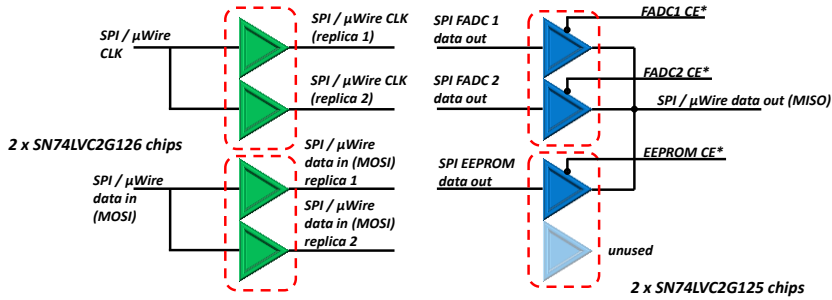 SPI / µWire
CLK
SPI / µWire CLK
(replica 1)
SPI / µWire CLK
(replica 2)
2 x SN74LVC2G126 chips
SPI / µWire
data in
(MOSI)
SPI / µWire
data in (MOSI)
replica 1
SPI / µWire
data in (MOSI)
replica 2
SPI FADC 1
data out
FADC1 CE*
SPI FADC 2
data out
FADC2 CE*
SPI / µWire data out (MISO)
SPI EEPROM
data out
EEPROM CE*
unused
2 x SN74LVC2G125 chips